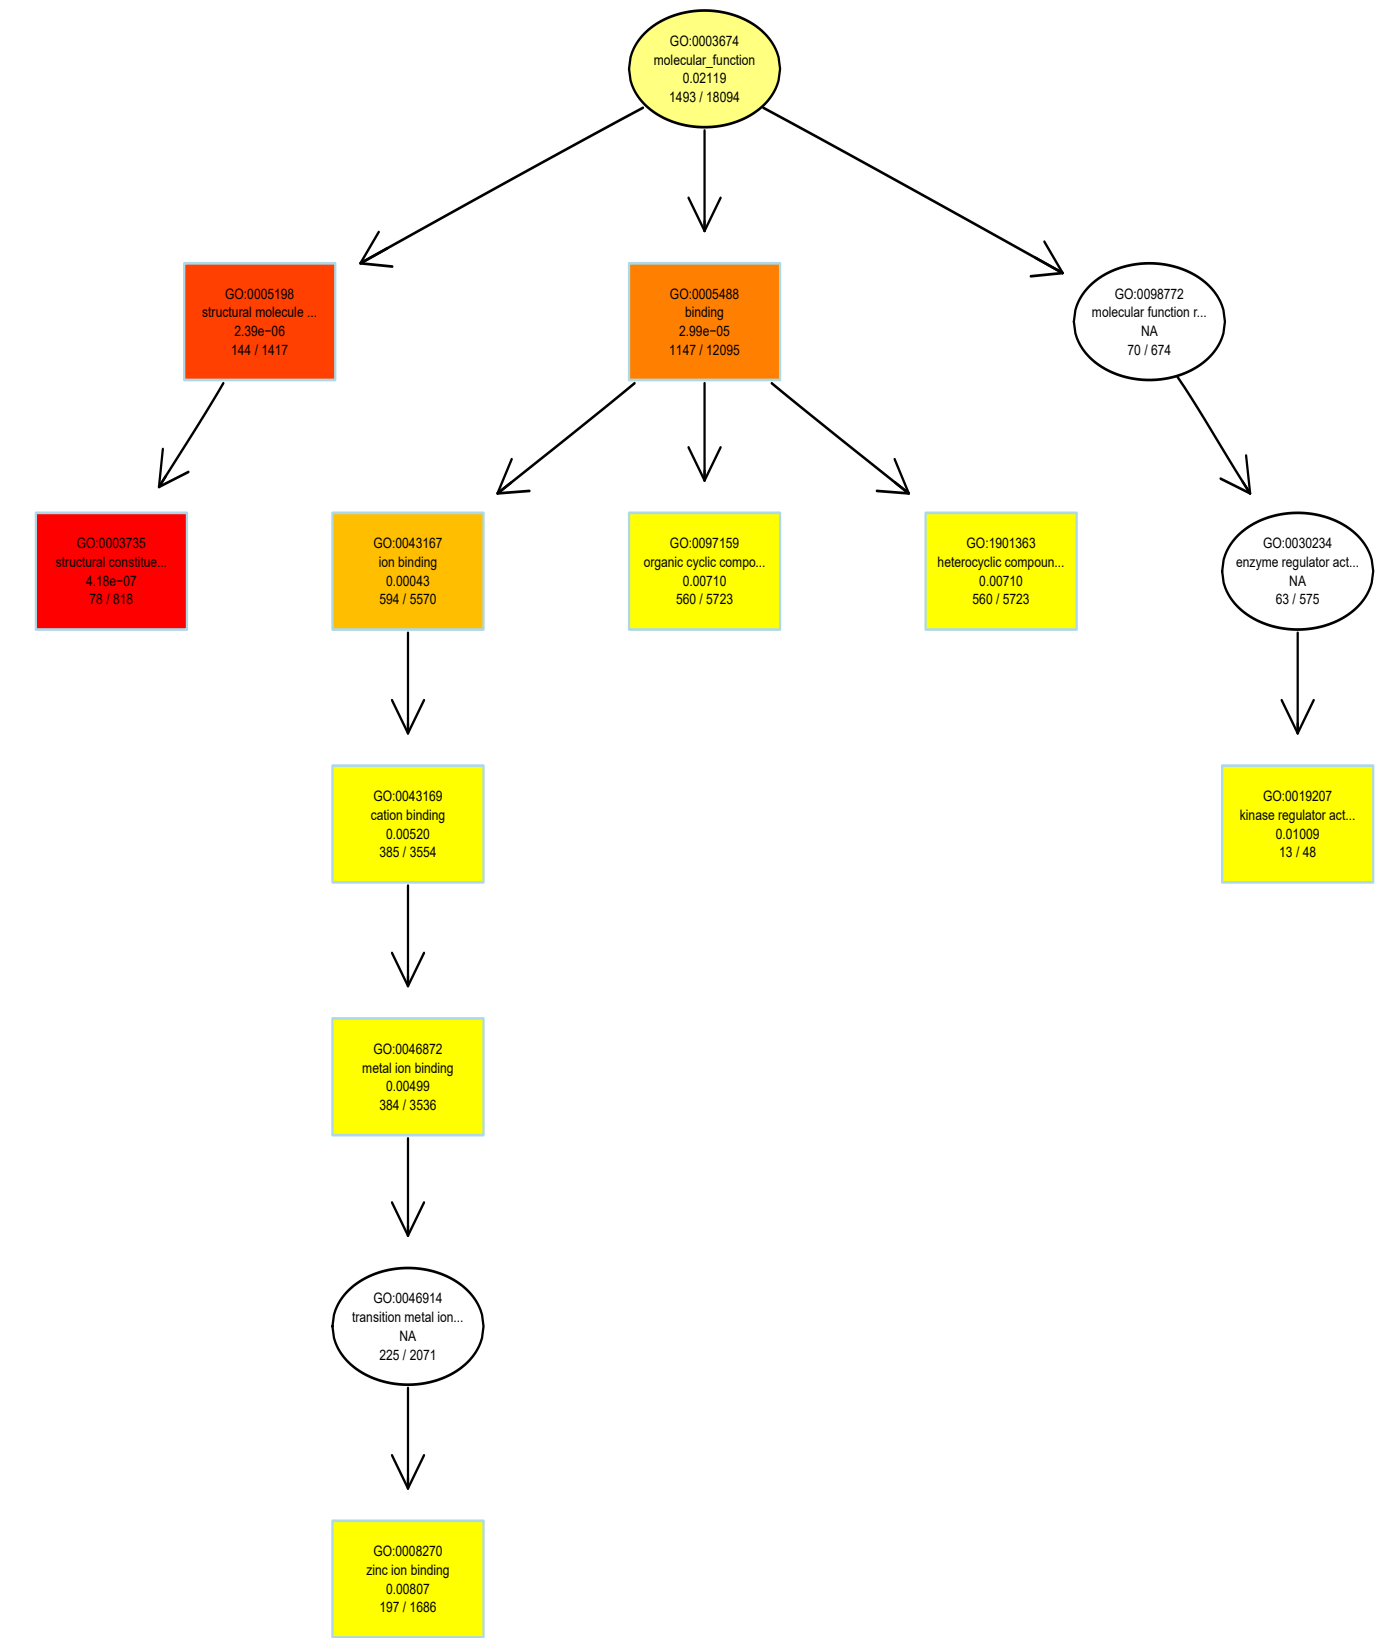 GO:0003674
molecular_function
0.02119
1493 / 18094
GO:0005198
structural molecule ...
2.39e−06
144 / 1417
GO:0005488
binding
2.99e−05
1147 / 12095
GO:0098772
molecular function r...
NA
70 / 674
GO:0003735
structural constitue...
4.18e−07
78 / 818
GO:0043167
ion binding
0.00043
594 / 5570
GO:0097159
organic cyclic compo...
0.00710
560 / 5723
GO:1901363
heterocyclic compoun...
0.00710
560 / 5723
GO:0030234
enzyme regulator act...
NA
63 / 575
GO:0043169
cation binding
0.00520
385 / 3554
GO:0019207
kinase regulator act...
0.01009
13 / 48
GO:0046872
metal ion binding
0.00499
384 / 3536
GO:0046914
transition metal ion...
NA
225 / 2071
GO:0008270
zinc ion binding
0.00807
197 / 1686